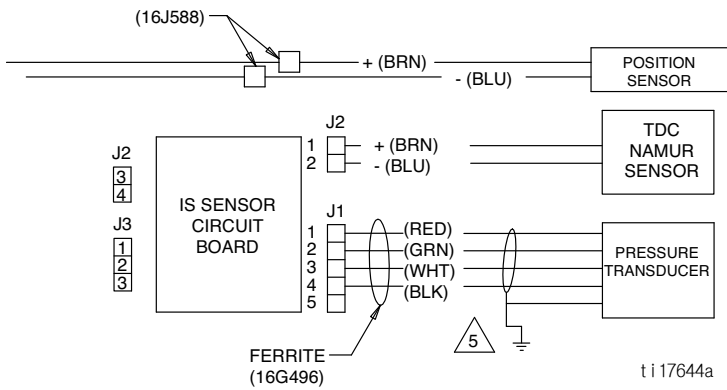 (16J588)
+ (BRN)
- (BLU)
POSITION
SENSOR
J2
1
2
+ (BRN)
- (BLU)
TDC
NAMUR
SENSOR
J2
3
4
J3
1
2
3
IS SENSOR
CIRCUIT
BOARD
J1
1
2
3
4
5
(RED)
(GRN)
(WHT)
(BLK)
PRESSURE
TRANSDUCER
5
FERRITE
(16G496)
ti17644a